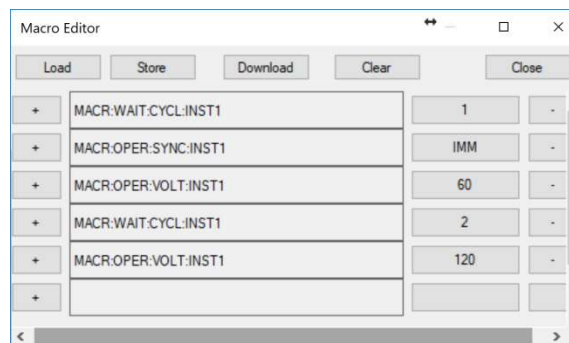 Macro Editor
Load Store Download Clear Close
+ MACR:WAIT:CYCL:INST1 1 -
+ MACR:OPER:SYNC:INST1 IMM -
+ MACR:OPER:VOLT:INST1 60 -
+ MACR:WAIT:CYCL:INST1 2 -
+ MACR:OPER:VOLT:INST1 120 -
+